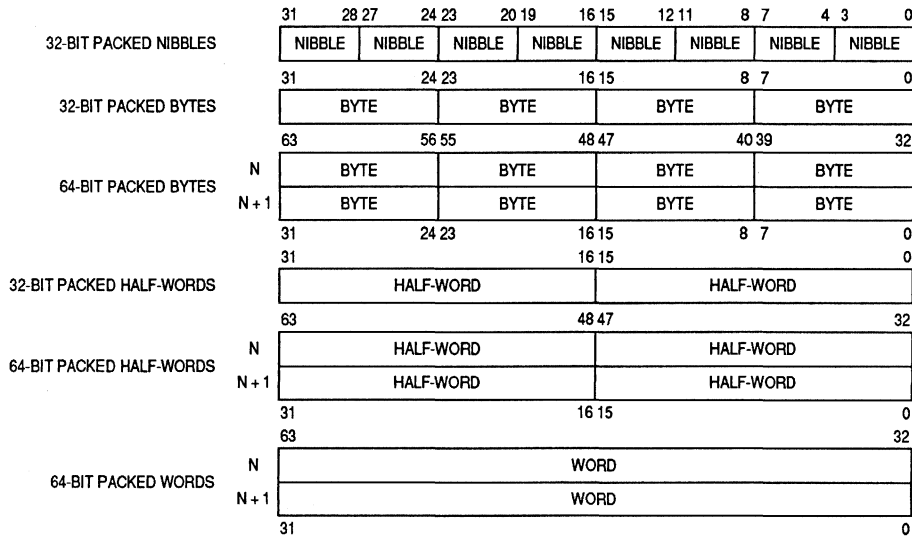 31 28 27 24 23 20 19 16 15 12 11 8 7 4 3 0
32-BIT PACKED NIBBLES NIBBLE NIBBLE NIBBLE NIBBLE NIBBLE NIBBLE NIBBLE NIBBLE
31 24 23 16 15 8 7 0
32-BIT PACKED BYTES BYTE BYTE BYTE BYTE
63 56 55 48 47 40 39 32
64-BIT PACKED BYTES
N BYTE BYTE BYTE BYTE
N + 1 BYTE BYTE BYTE BYTE
31 24 23 16 15 8 7 0
31 16 15 0
32-BIT PACKED HALF-WORDS HALF-WORD HALF-WORD
63 48 47 32
64-BIT PACKED HALF-WORDS
N HALF-WORD HALF-WORD
N + 1 HALF-WORD HALF-WORD
31 16 15 0
63 32
64-BIT PACKED WORDS
N WORD
N + 1 WORD
31 0